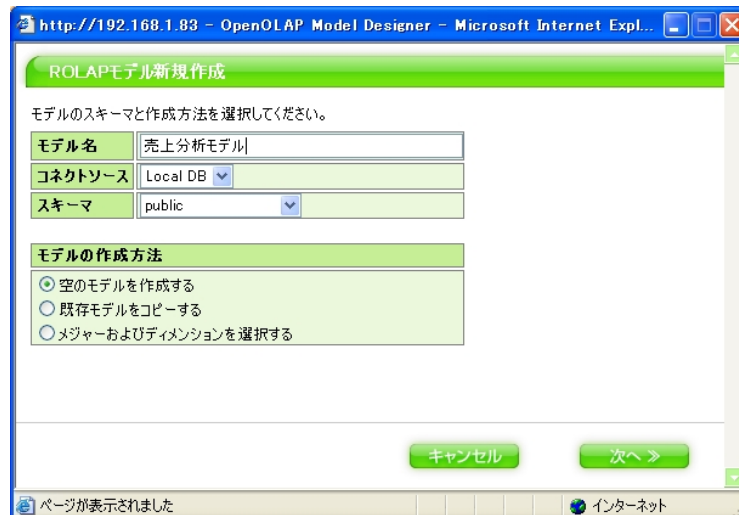 http://192.168.1.83 - OpenOLAP Model Designer - Microsoft Internet Expl...
ROLAPモデル新規作成
モデルのスキーマと作成方法を選択してください。
モデル名 売上分析モデル
コネクトソース Local DB
スキーマ public
モデルの作成方法
空のモデルを作成する
既存モデルをコピーする
メジャーおよびディメンションを選択する
キャンセル 次へ ≫
ページが表示されました インターネット